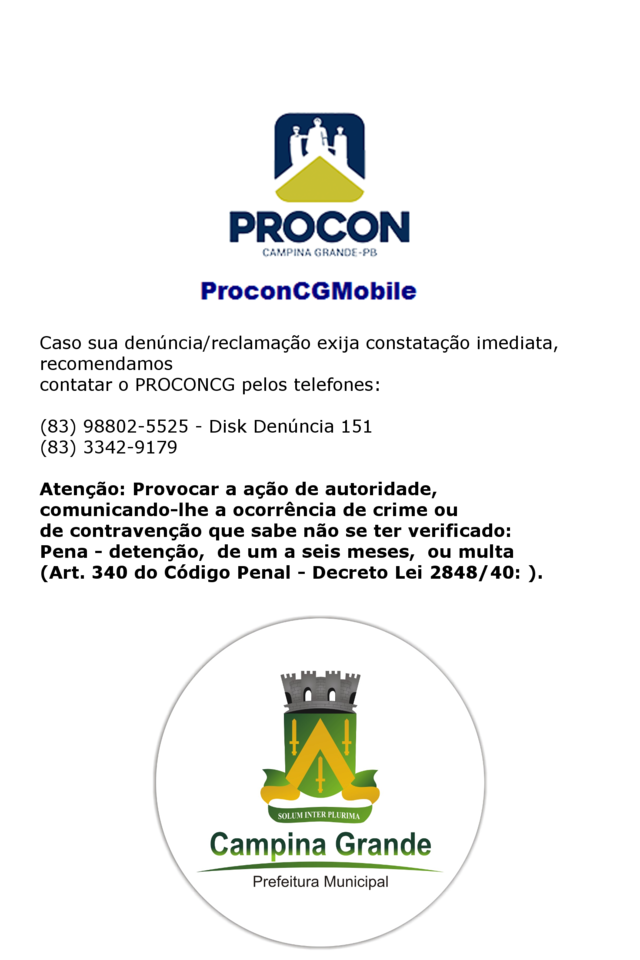 PROCON
CAMPINA GRANDE-PB
ProconCGMobile
Caso sua denúncia/reclamação exija constatação imediata,
recomendamos
contatar o PROCONCG pelos telefones:
(83) 98802-5525 - Disk Denúncia 151
(83) 3342-9179
Atenção: Provocar a ação de autoridade,
comunicando-lhe a ocorrência de crime ou
de contravenção que sabe não se ter verificado:
Pena - detenção,  de um a seis meses,  ou multa
(Art. 340 do Código Penal - Decreto Lei 2848/40: ).
SOLUM INTER PLURIMA
Campina Grande
Prefeitura Municipal